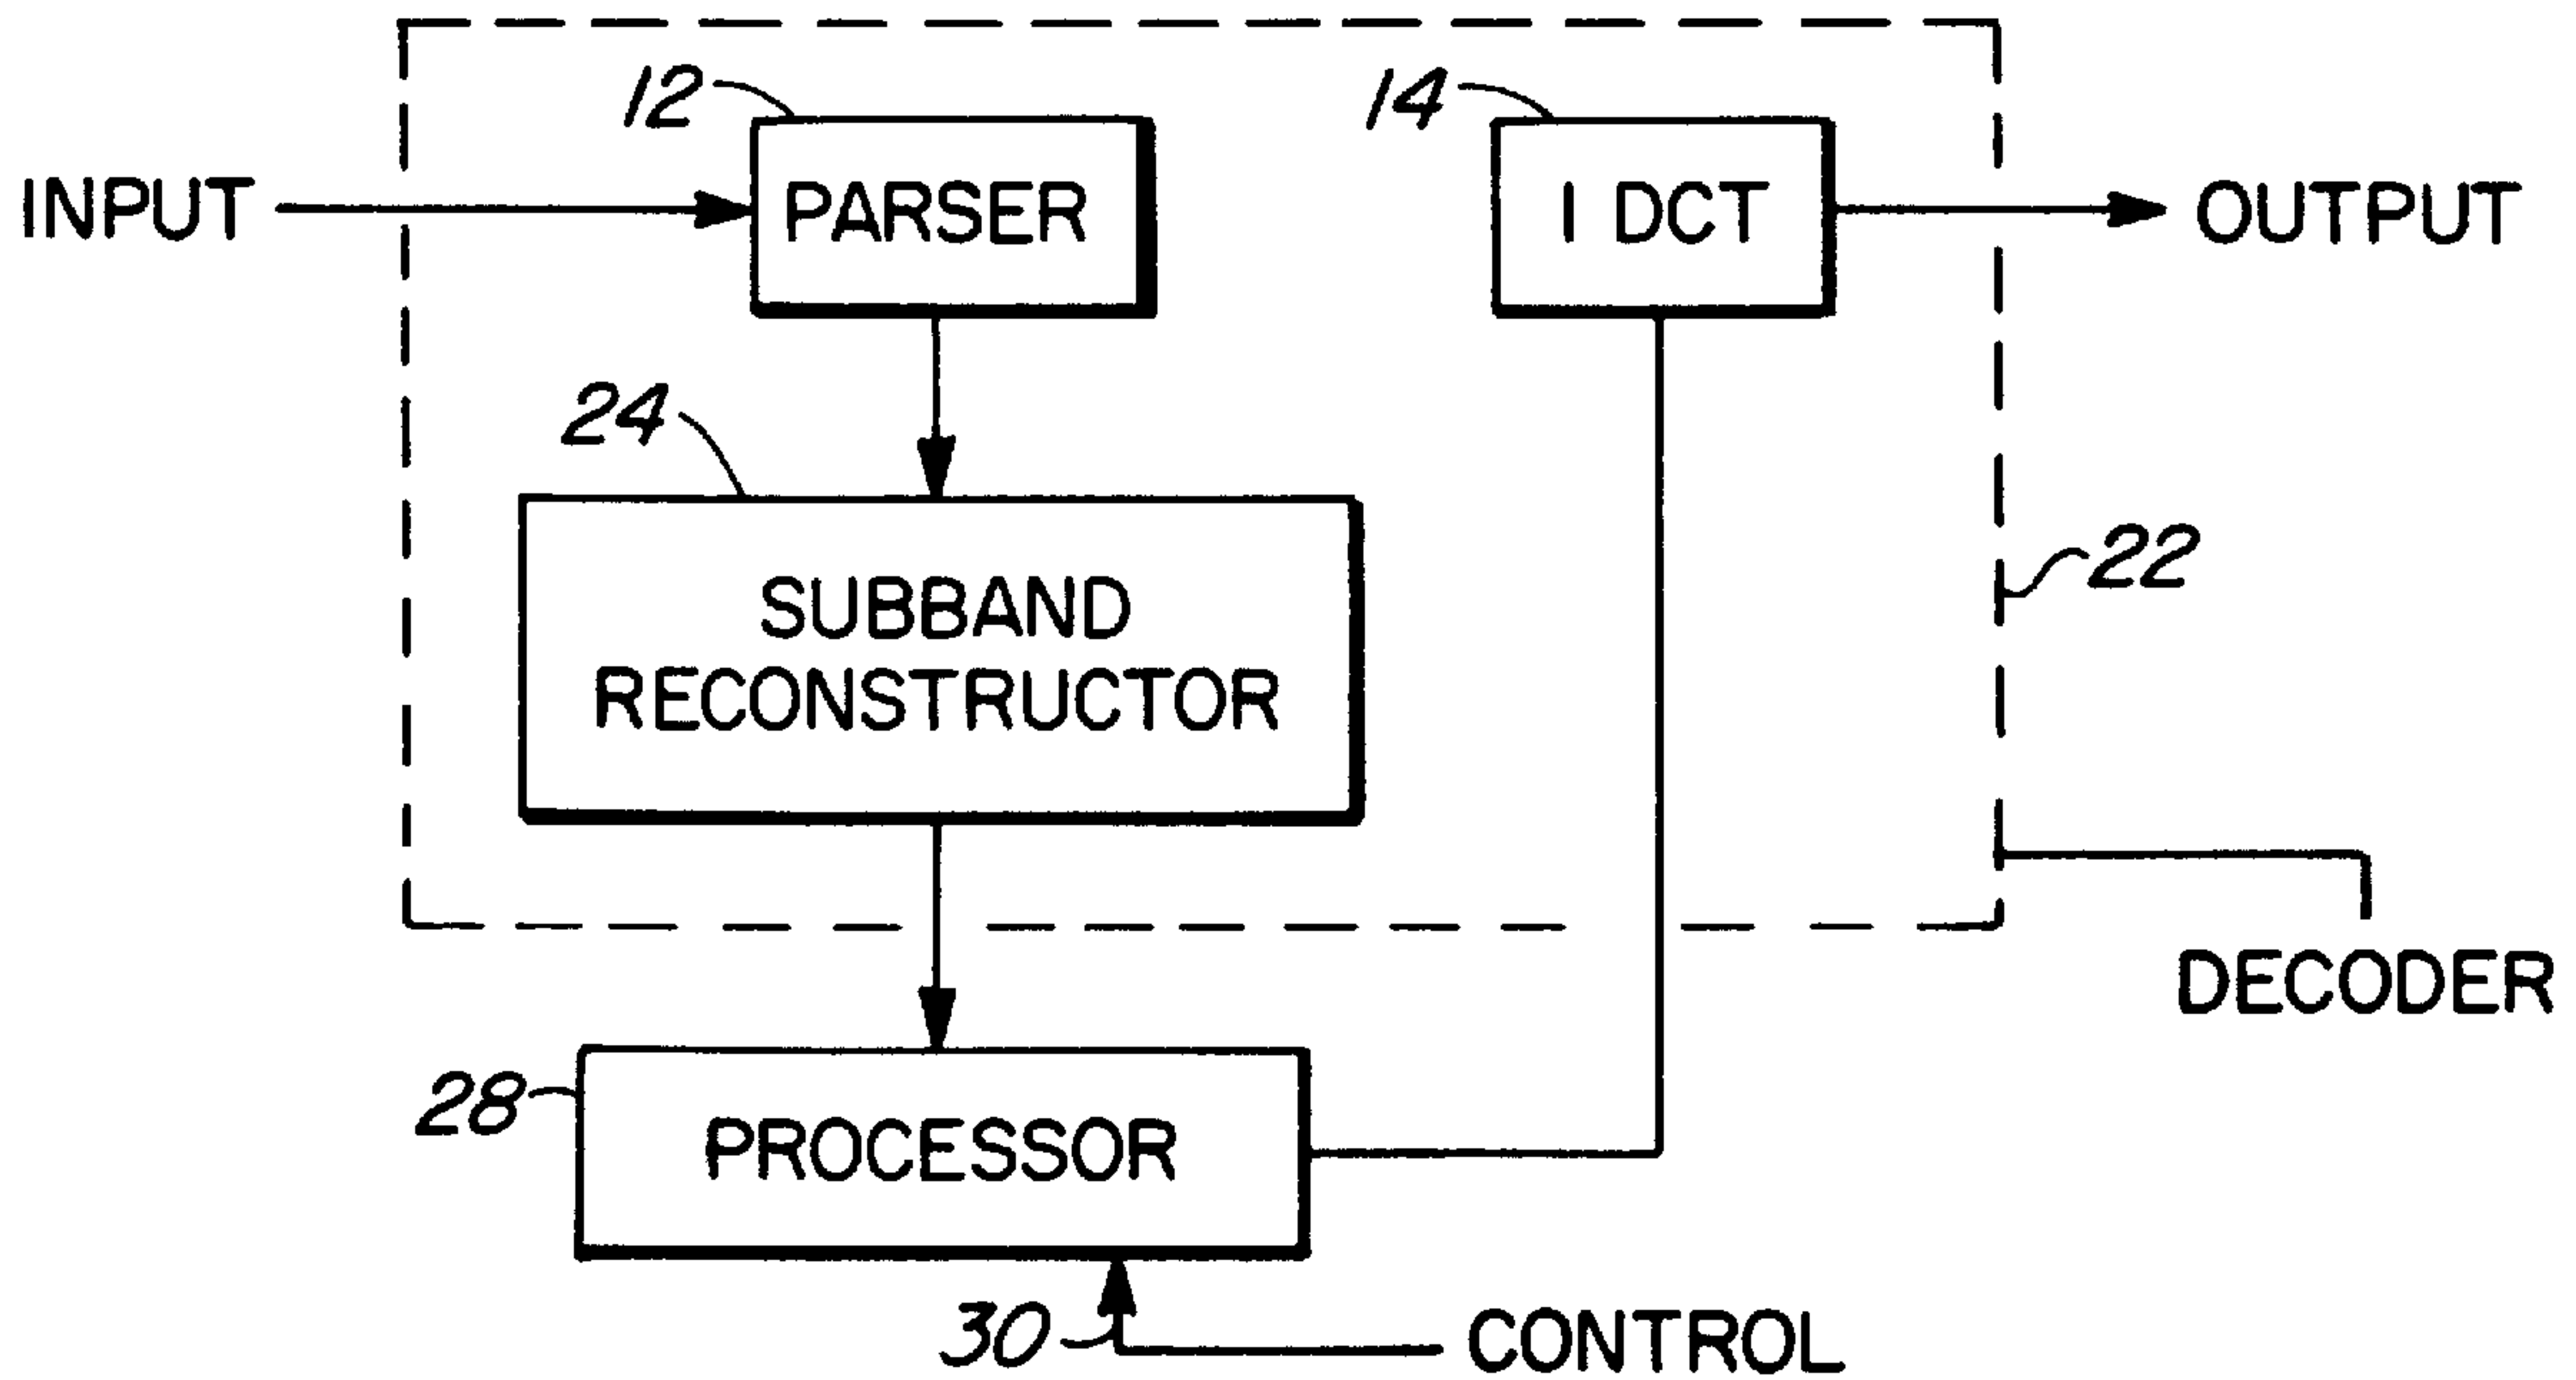 12
14
INPUT
PARSER
I DCT
OUTPUT
24
SUBBAND
RECONSTRUCTOR
22
DECODER
28
PROCESSOR
30
CONTROL